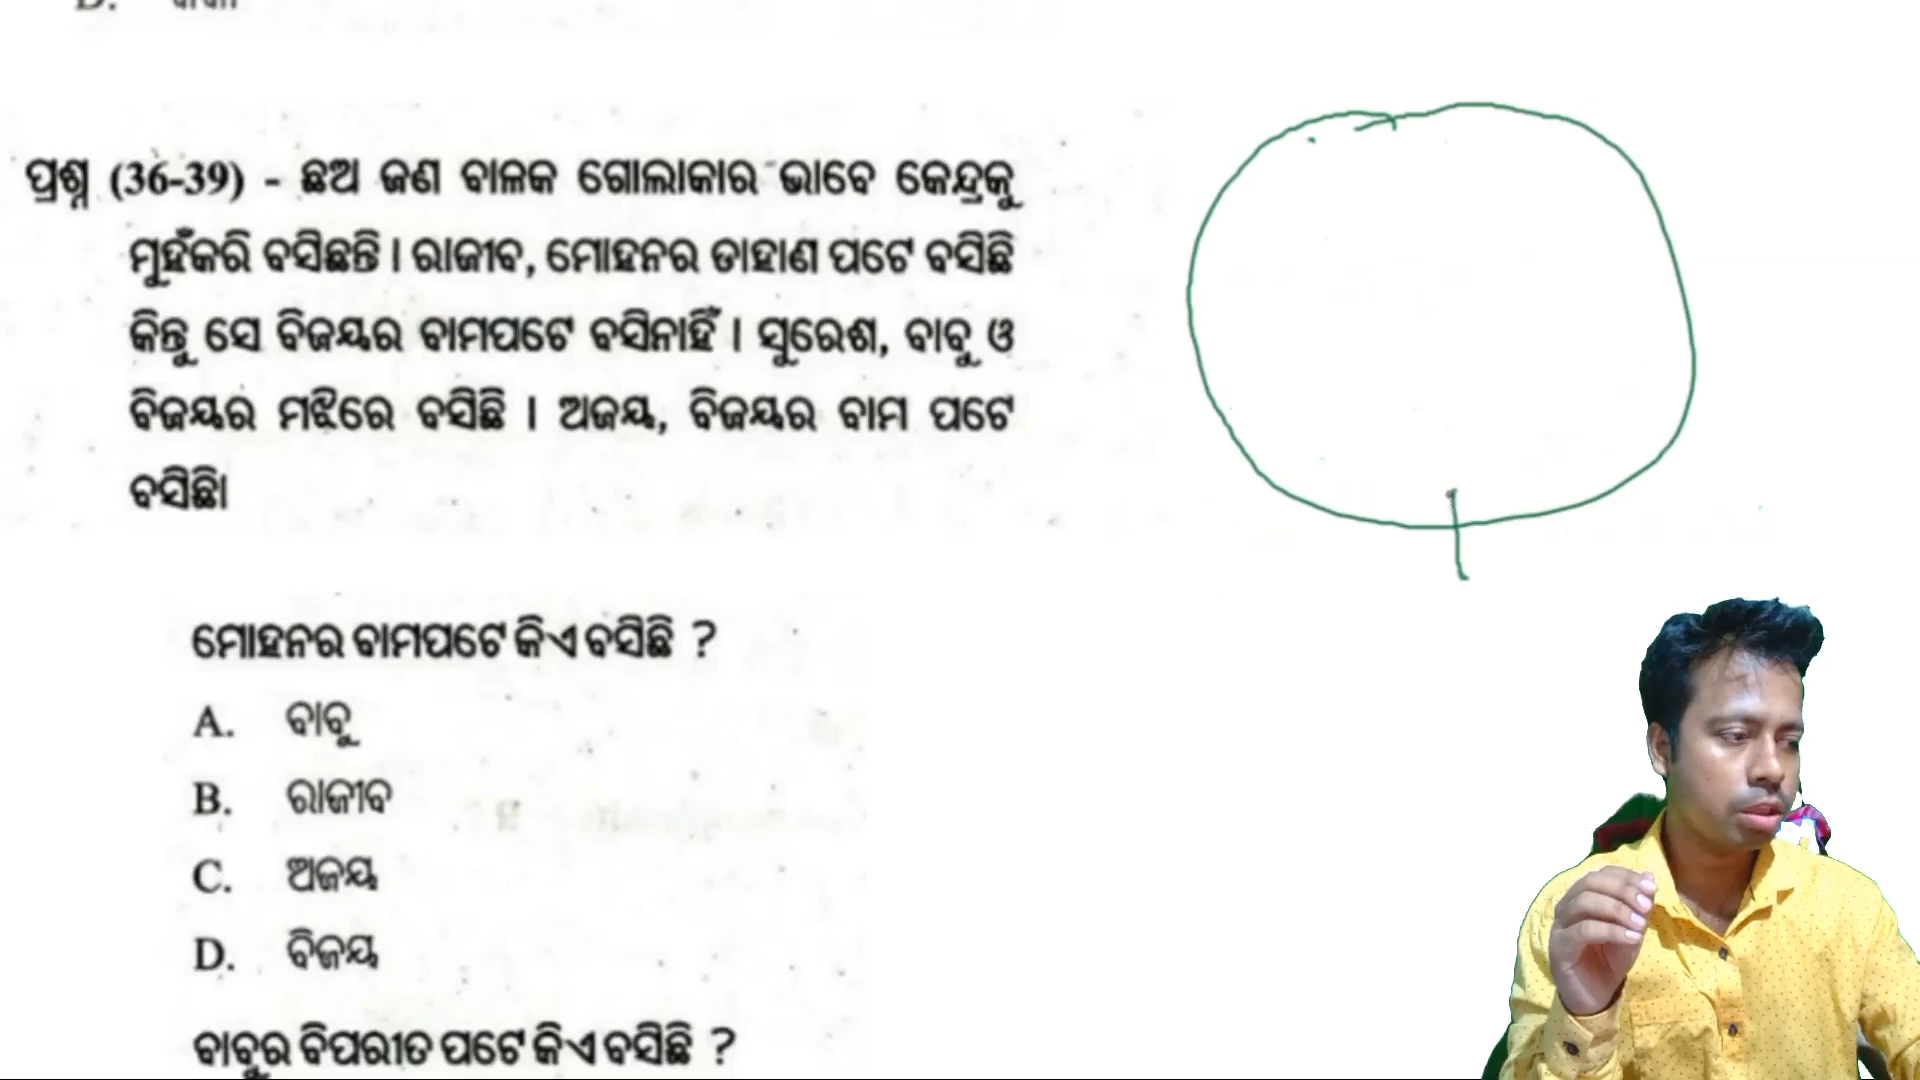 ପ୍ରଶ୍ନ (36-39) - ଛଅ ଜଣ ବାଳକ ଗୋଲାକାର ଭାବେ କେନ୍ଦ୍ରକୁ
ମୁହଁକରି ବସିଛନ୍ତି । ରାଜୀବ, ମୋହନର ଡାହାଣ ପଟେ ବସିଛି
କିନ୍ତୁ ସେ ବିଜୟର ବାମପଟେ ବସିନାହିଁ । ସୁରେଶ, ବାବୁ ଓ
ବିଜୟର ମଝିରେ ବସିଛି । ଅଜୟ, ବିଜୟର ବାମ ପଟେ
ବସିଛି।
ମୋହନର ବାମପଟେ କିଏ ବସିଛି ?
A. ବାବୁ
B. ରାଜୀବ
C. ଅଜୟ
D. ବିଜୟ
ବାବୁର ବିପରୀତ ପଟେ କିଏ ବସିଛି ?